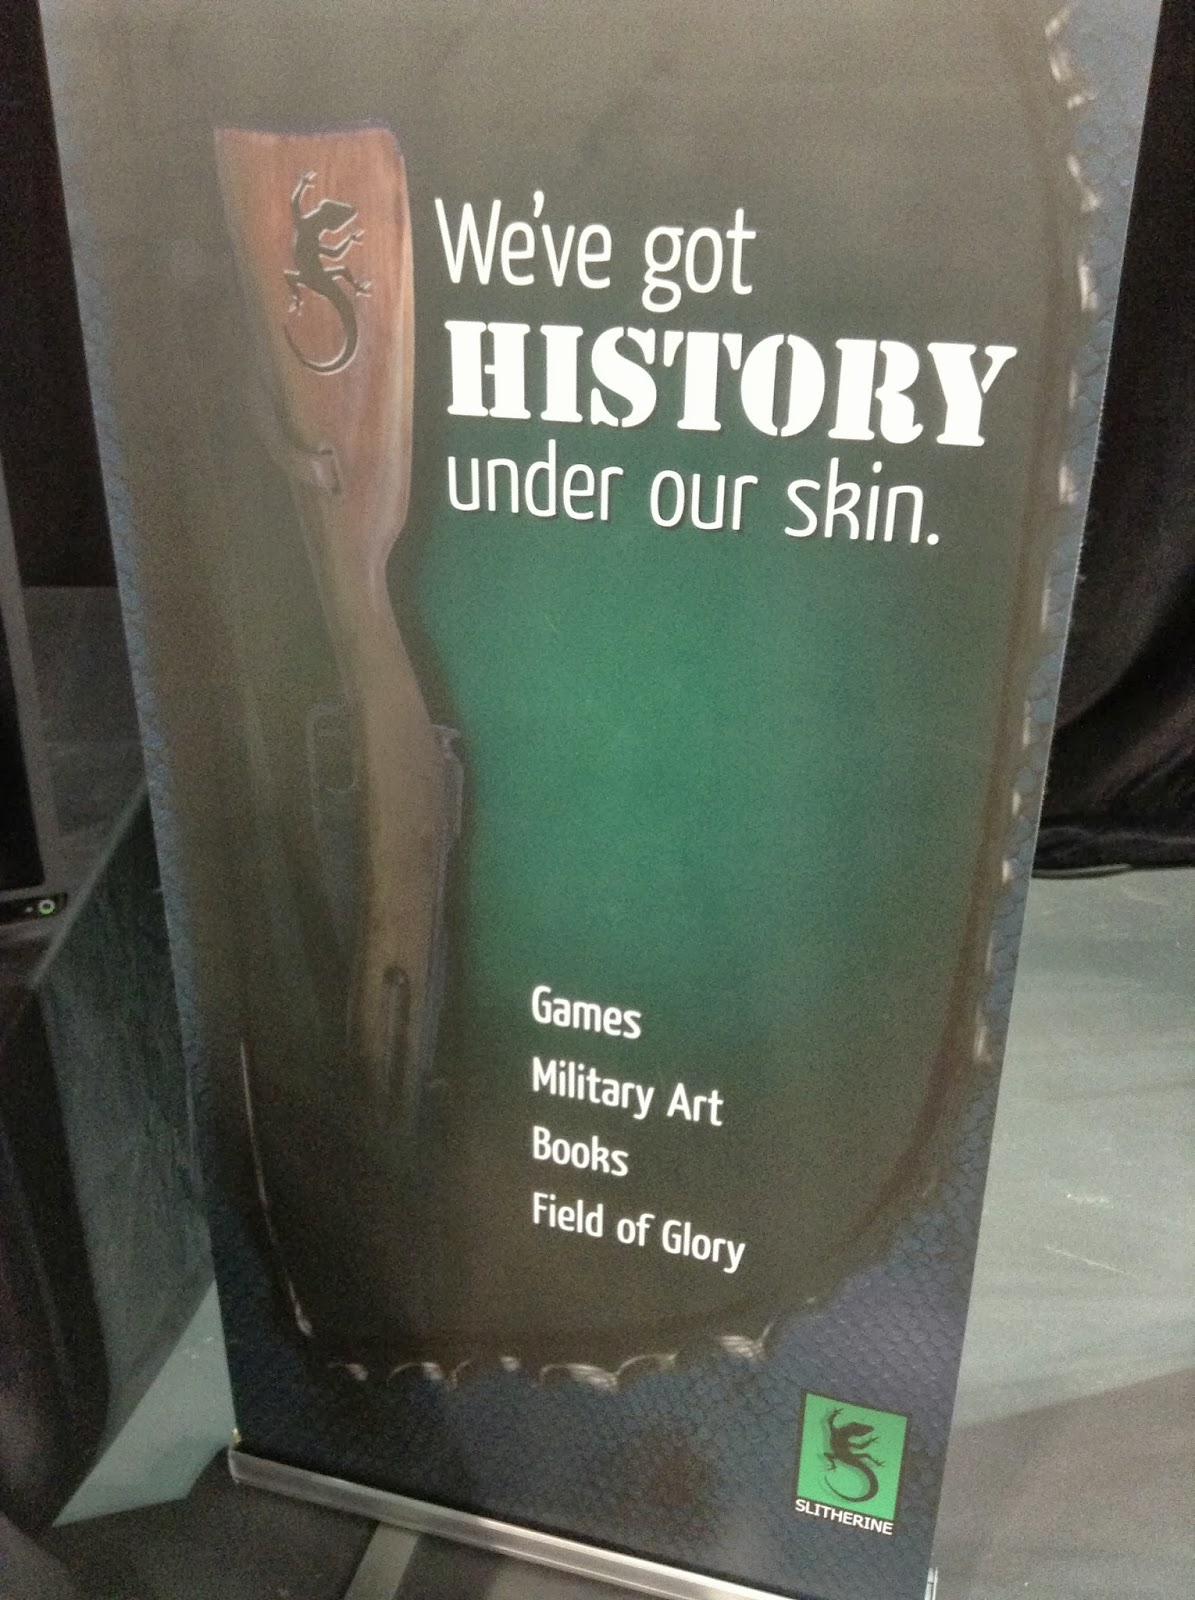 We've got
HISTORY
under our skin.
Games
Military Art
Books
Field of Glory
SLITHERINE